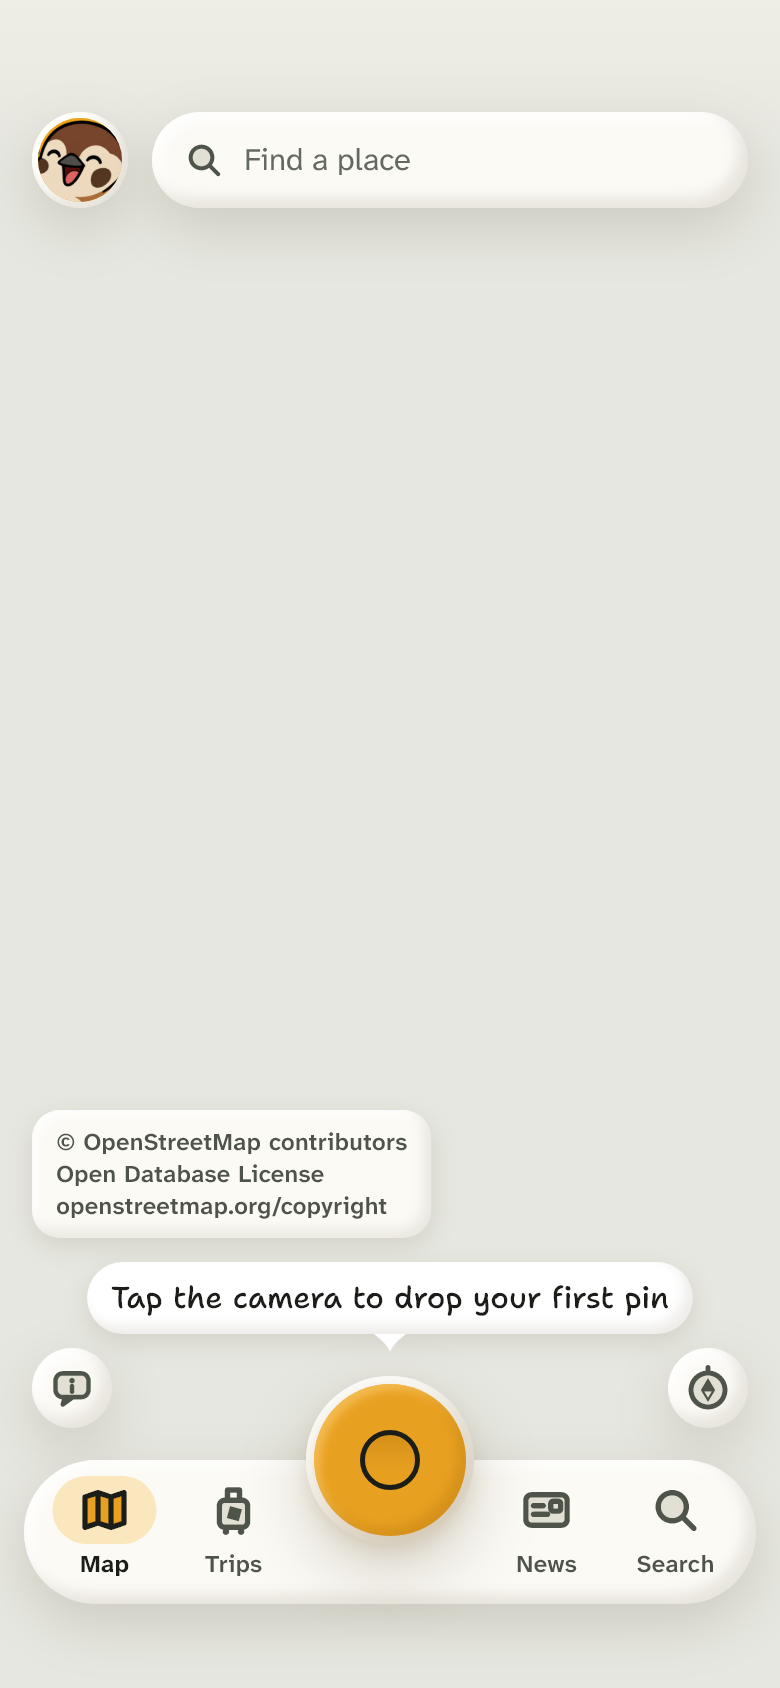 Find a place
© OpenStreetMap contributors
Open Database License
openstreetmap.org/copyright
Tap the camera to drop your first pin
Map
Trips
News
Search